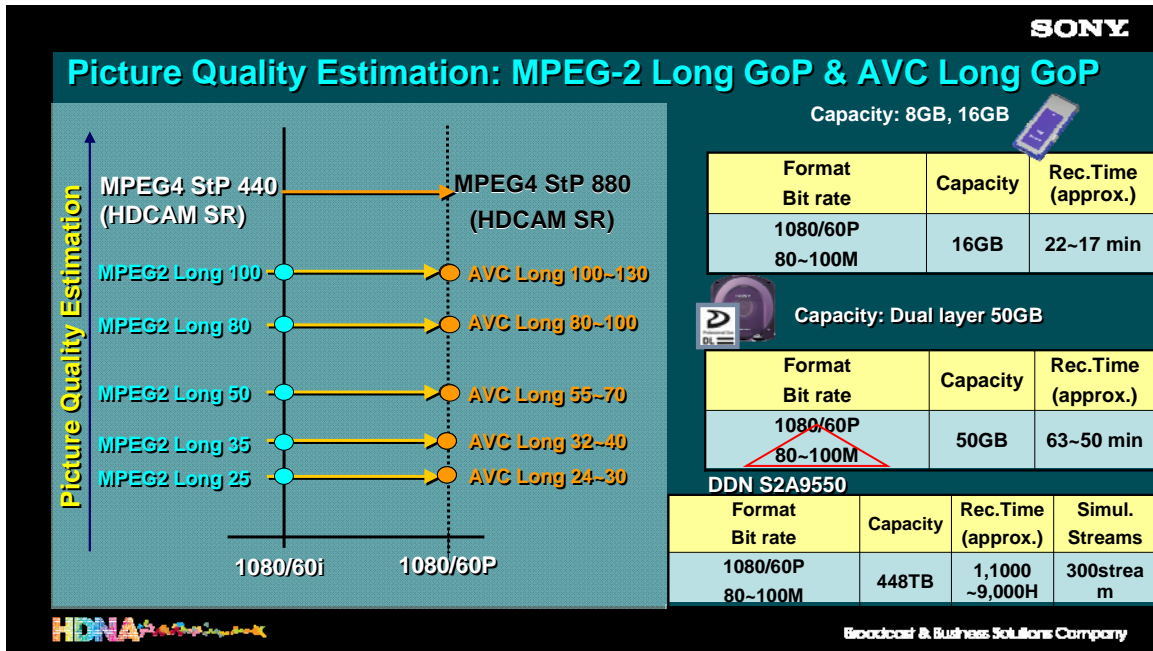 SONY
Picture Quality Estimation: MPEG-2 Long GoP & AVC Long GoP
Picture Quality Estimation
MPEG4 StP 440
(HDCAM SR)
MPEG4 StP 880
(HDCAM SR)
MPEG2 Long 100
AVC Long 100~130
MPEG2 Long 80
AVC Long 80~100
MPEG2 Long 50
AVC Long 55~70
MPEG2 Long 35
AVC Long 32~40
MPEG2 Long 25
AVC Long 24~30
1080/60i
1080/60P
Capacity: 8GB, 16GB
Format
Bit rate
Capacity
Rec.Time
(approx.)
1080/60P
80~100M
16GB
22~17 min
Capacity: Dual layer 50GB
Format
Bit rate
Capacity
Rec.Time
(approx.)
1080/60P
80~100M
50GB
63~50 min
DDN S2A9550
Format
Bit rate
Capacity
Rec.Time
(approx.)
Simul.
Streams
1080/60P
80~100M
448TB
1,1000
~9,000H
300strea
m
HDNA
Broadcast & Business Solutions Company